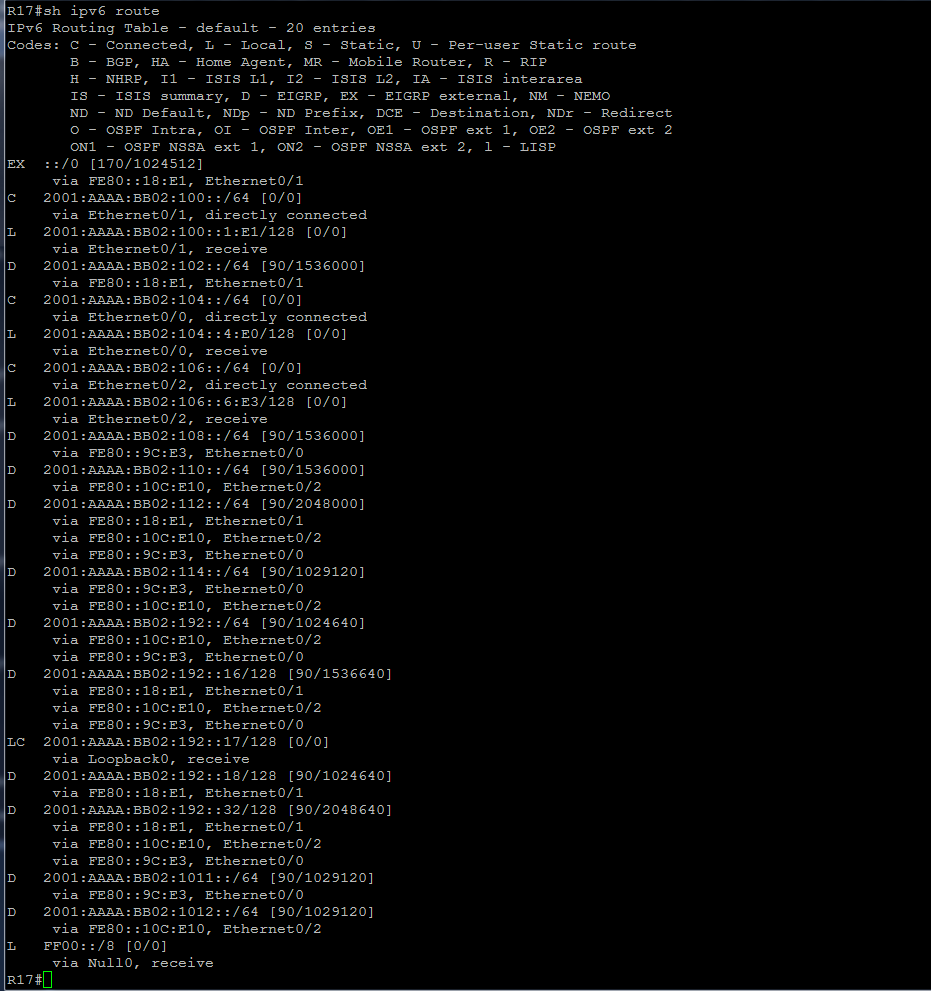 R17#sh ipv6 route
IPv6 Routing Table - default - 20 entries
Codes: C - Connected, L - Local, S - Static, U - Per-user Static route
       B - BGP, HA - Home Agent, MR - Mobile Router, R - RIP
       H - NHRP, I1 - ISIS L1, I2 - ISIS L2, IA - ISIS interarea
       IS - ISIS summary, D - EIGRP, EX - EIGRP external, NM - NEMO
       ND - ND Default, NDp - ND Prefix, DCE - Destination, NDr - Redirect
       O - OSPF Intra, OI - OSPF Inter, OE1 - OSPF ext 1, OE2 - OSPF ext 2
       ON1 - OSPF NSSA ext 1, ON2 - OSPF NSSA ext 2, l - LISP
EX  ::/0 [170/1024512]
     via FE80::18:E1, Ethernet0/1
C   2001:AAAA:BB02:100::/64 [0/0]
     via Ethernet0/1, directly connected
L   2001:AAAA:BB02:100::1:E1/128 [0/0]
     via Ethernet0/1, receive
D   2001:AAAA:BB02:102::/64 [90/1536000]
     via FE80::18:E1, Ethernet0/1
C   2001:AAAA:BB02:104::/64 [0/0]
     via Ethernet0/0, directly connected
L   2001:AAAA:BB02:104::4:E0/128 [0/0]
     via Ethernet0/0, receive
C   2001:AAAA:BB02:106::/64 [0/0]
     via Ethernet0/2, directly connected
L   2001:AAAA:BB02:106::6:E3/128 [0/0]
     via Ethernet0/2, receive
D   2001:AAAA:BB02:108::/64 [90/1536000]
     via FE80::9C:E3, Ethernet0/0
D   2001:AAAA:BB02:110::/64 [90/1536000]
     via FE80::10C:E10, Ethernet0/2
D   2001:AAAA:BB02:112::/64 [90/2048000]
     via FE80::18:E1, Ethernet0/1
     via FE80::10C:E10, Ethernet0/2
     via FE80::9C:E3, Ethernet0/0
D   2001:AAAA:BB02:114::/64 [90/1029120]
     via FE80::9C:E3, Ethernet0/0
     via FE80::10C:E10, Ethernet0/2
D   2001:AAAA:BB02:192::/64 [90/1024640]
     via FE80::10C:E10, Ethernet0/2
     via FE80::9C:E3, Ethernet0/0
D   2001:AAAA:BB02:192::16/128 [90/1536640]
     via FE80::18:E1, Ethernet0/1
     via FE80::10C:E10, Ethernet0/2
     via FE80::9C:E3, Ethernet0/0
LC  2001:AAAA:BB02:192::17/128 [0/0]
     via Loopback0, receive
D   2001:AAAA:BB02:192::18/128 [90/1024640]
     via FE80::18:E1, Ethernet0/1
D   2001:AAAA:BB02:192::32/128 [90/2048640]
     via FE80::18:E1, Ethernet0/1
     via FE80::10C:E10, Ethernet0/2
     via FE80::9C:E3, Ethernet0/0
D   2001:AAAA:BB02:1011::/64 [90/1029120]
     via FE80::9C:E3, Ethernet0/0
D   2001:AAAA:BB02:1012::/64 [90/1029120]
     via FE80::10C:E10, Ethernet0/2
L   FF00::/8 [0/0]
     via Null0, receive
R17#